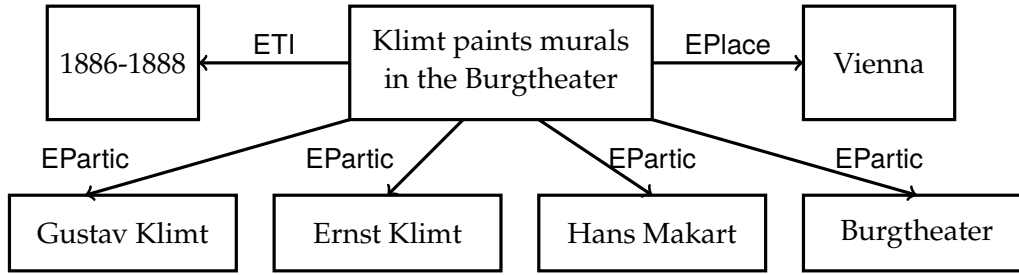 1886-1888
ETI
Klimt paints murals
in the Burgtheater
EPlace
Vienna
EPartic
EPartic
EPartic
EPartic
Gustav Klimt
Ernst Klimt
Hans Makart
Burgtheater